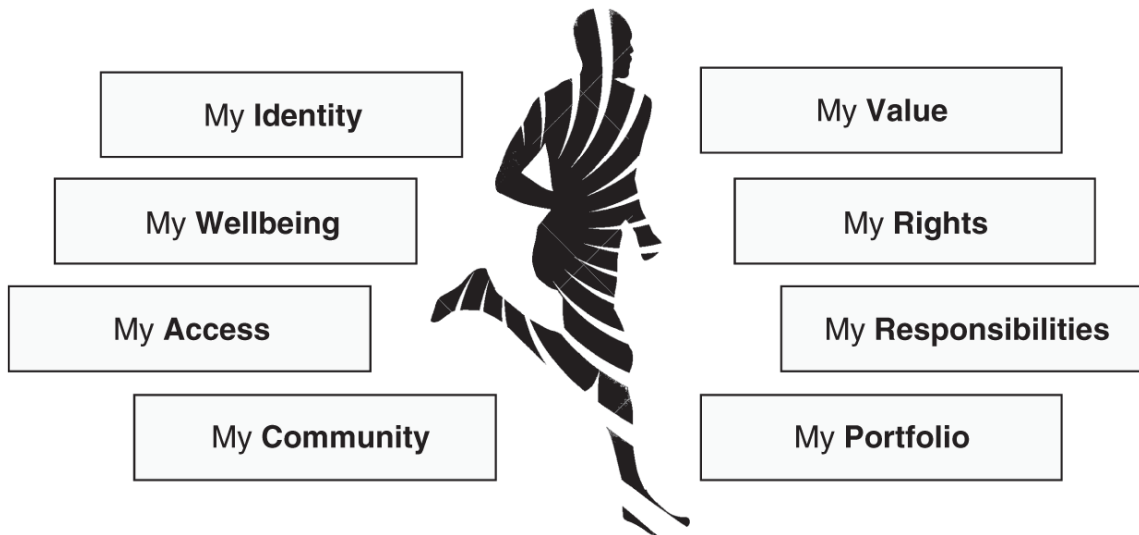 My Identity
My Value
My Wellbeing
My Rights
My Access
My Responsibilities
My Community
My Portfolio